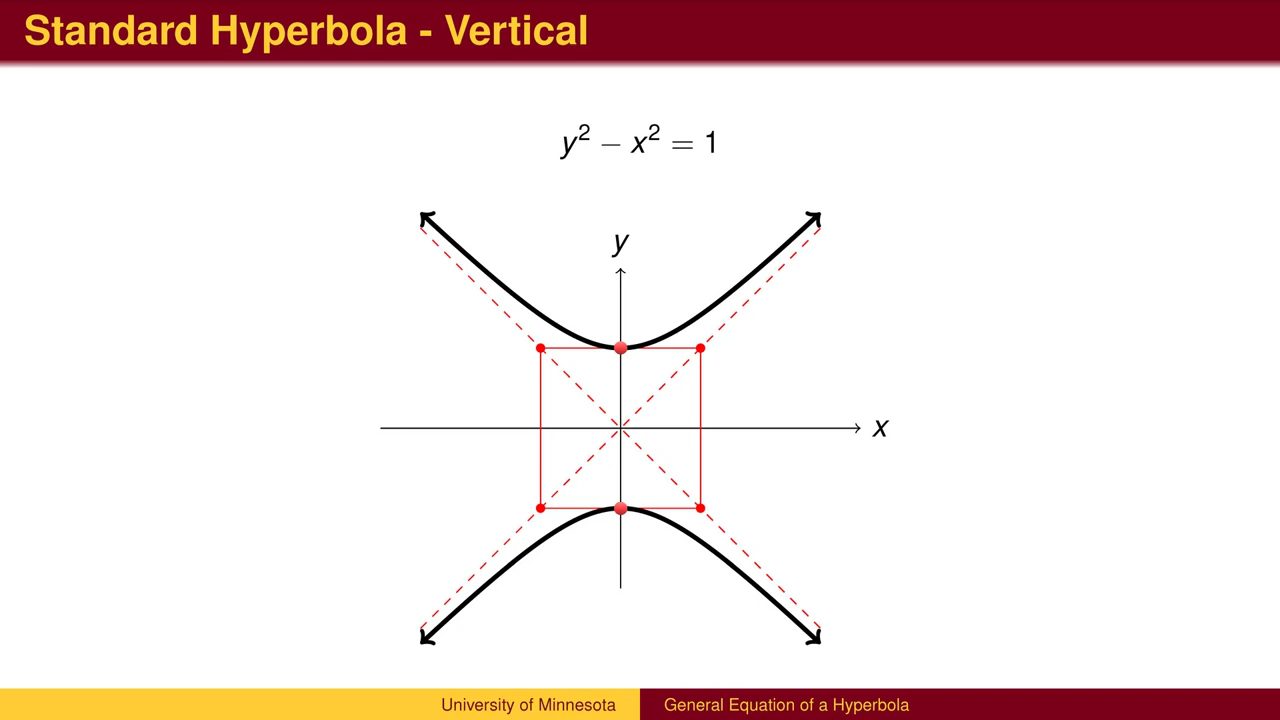 Standard Hyperbola - Vertical
y² − x² = 1
y
x
University of Minnesota
General Equation of a Hyperbola